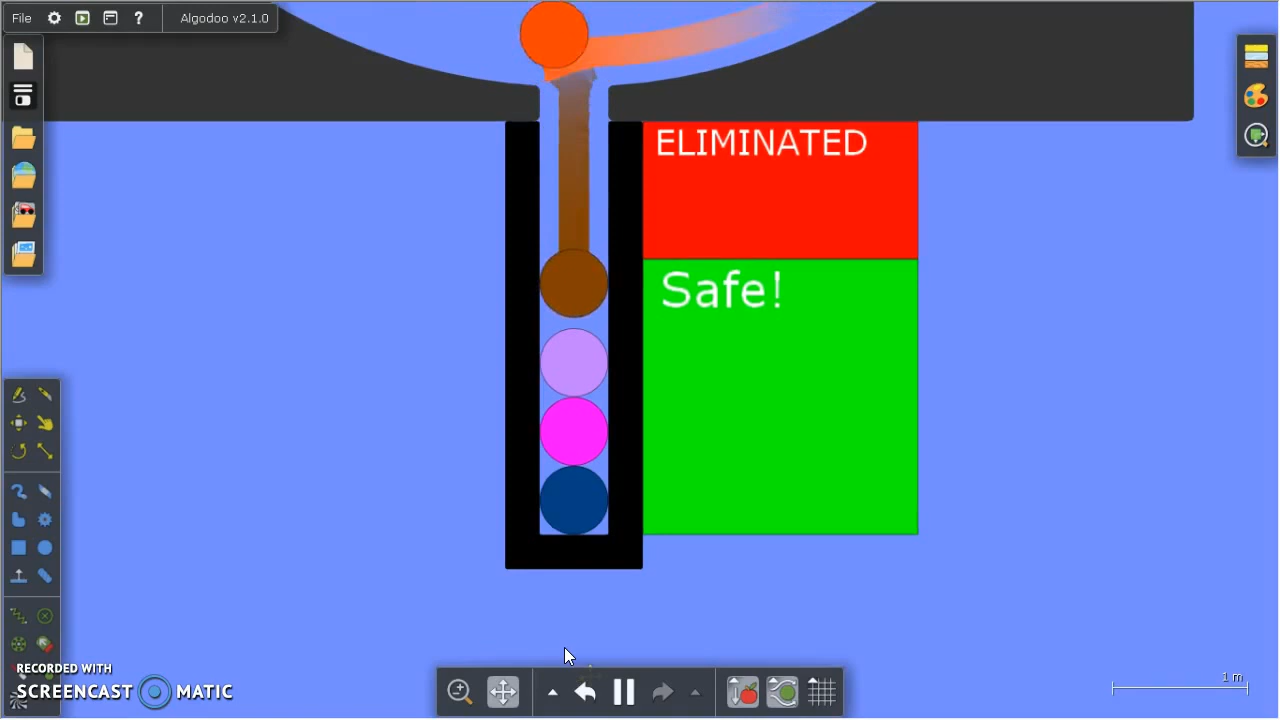 File ? Algodoo v2.1.0
ELIMINATED
Safe!
RECORDED WITH
SCREENCAST MATIC
1 m